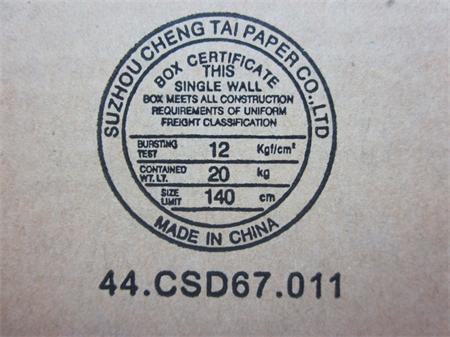 SUZHOU CHENG TAI PAPER CO.,LTD
BOX CERTIFICATE
THIS
SINGLE WALL
BOX MEETS ALL CONSTRUCTION
REQUIREMENTS OF UNIFORM
FREIGHT CLASSIFICATION
BURSTING TEST 12 Kgf/cm²
CONTAINED WT. LT. 20 kg
SIZE LIMIT 140 cm
MADE IN CHINA
44.CSD67.011